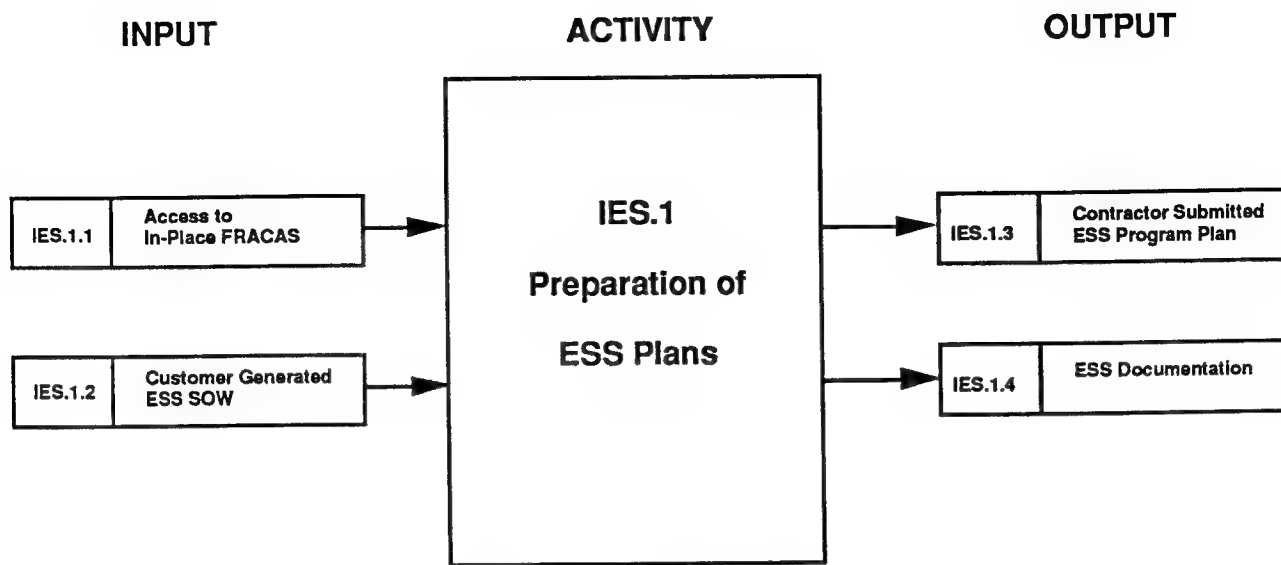 INPUT
ACTIVITY
OUTPUT
IES.1.1
Access to
In-Place FRACAS
IES.1.2
Customer Generated
ESS SOW
IES.1
Preparation of
ESS Plans
IES.1.3
Contractor Submitted
ESS Program Plan
IES.1.4
ESS Documentation